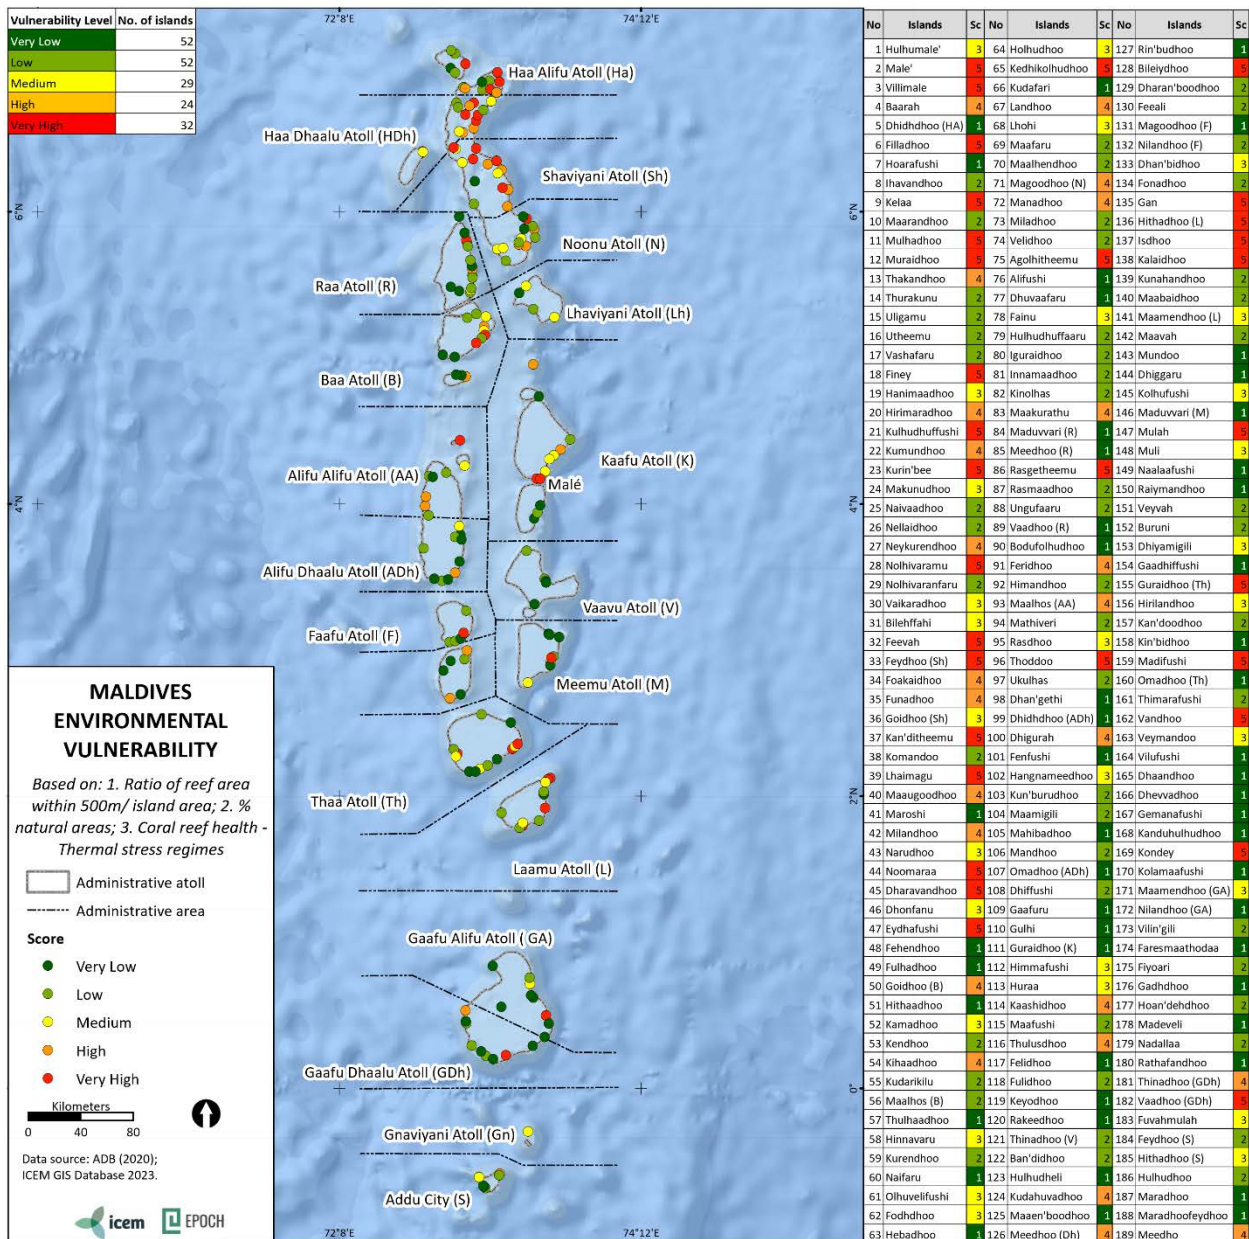 Vulnerability Level No. of islands
Very Low 52
Low 52
Medium 29
High 24
Very High 32
72°8'E 74°12'E
Haa Alifu Atoll (Ha)
Haa Dhaalu Atoll (HDh)
Shaviyani Atoll (Sh)
6°N 6°N
Noonu Atoll (N)
Raa Atoll (R)
Lhaviyani Atoll (Lh)
Baa Atoll (B)
Kaafu Atoll (K)
Alifu Alifu Atoll (AA)
Malé
4°N 4°N
Alifu Dhaalu Atoll (ADh)
Vaavu Atoll (V)
Faafu Atoll (F)
Meemu Atoll (M)
Thaa Atoll (Th)
2°N
Laamu Atoll (L)
Gaafu Alifu Atoll ( GA)
Gaafu Dhaalu Atoll (GDh)
0°
Gnaviyani Atoll (Gn)
Addu City (S)
72°8'E 74°12'E
MALDIVES
ENVIRONMENTAL
VULNERABILITY
Based on: 1. Ratio of reef area
within 500m/ island area; 2. %
natural areas; 3. Coral reef health -
Thermal stress regimes
Administrative atoll
Administrative area
Score
Very Low
Low
Medium
High
Very High
Kilometers
0 40 80
Data source: ADB (2020);
ICEM GIS Database 2023.
icem EPOCH
No Islands Sc No Islands Sc No Islands Sc
1 Hulhumale' 3 64 Holhudhoo 3 127 Rin'budhoo 1
2 Male' 5 65 Kedhikolhudhoo 5 128 Bileiydhoo 5
3 Villimale 5 66 Kudafari 1 129 Dharan'boodhoo 2
4 Baarah 4 67 Landhoo 4 130 Feeali 2
5 Dhidhdhoo (HA) 1 68 Lhohi 3 131 Magoodhoo (F) 1
6 Filladhoo 5 69 Maafaru 2 132 Nilandhoo (F) 2
7 Hoarafushi 1 70 Maalhendhoo 2 133 Dhan'bidhoo 3
8 Ihavandhoo 2 71 Magoodhoo (N) 4 134 Fonadhoo 2
9 Kelaa 5 72 Manadhoo 4 135 Gan 5
10 Maarandhoo 2 73 Miladhoo 2 136 Hithadhoo (L) 5
11 Mulhadhoo 5 74 Velidhoo 2 137 Isdhoo 5
12 Muraidhoo 5 75 Agolhitheemu 5 138 Kalaidhoo 5
13 Thakandhoo 4 76 Alifushi 1 139 Kunahandhoo 2
14 Thurakunu 2 77 Dhuvaafaru 1 140 Maabaidhoo 2
15 Uligamu 2 78 Fainu 3 141 Maamendhoo (L) 3
16 Utheemu 2 79 Hulhudhuffaaru 2 142 Maavah 2
17 Vashafaru 2 80 Iguraidhoo 2 143 Mundoo 1
18 Finey 5 81 Innamaadhoo 2 144 Dhiggaru 1
19 Hanimaadhoo 3 82 Kinolhas 2 145 Kolhufushi 3
20 Hirimaradhoo 4 83 Maakurathu 4 146 Maduvvari (M) 1
21 Kulhudhuffushi 5 84 Maduvvari (R) 1 147 Mulah 5
22 Kumundhoo 4 85 Meedhoo (R) 1 148 Muli 3
23 Kurin'bee 5 86 Rasgetheemu 5 149 Naalaafushi 1
24 Makunudhoo 3 87 Rasmaadhoo 2 150 Raiymandhoo 1
25 Naivaadhoo 2 88 Ungufaaru 2 151 Veyvah 2
26 Nellaidhoo 2 89 Vaadhoo (R) 1 152 Buruni 2
27 Neykurendhoo 4 90 Bodufolhudhoo 1 153 Dhiyamigili 3
28 Nolhivaramu 5 91 Feridhoo 4 154 Gaadhiffushi 1
29 Nolhivaranfaru 2 92 Himandhoo 2 155 Guraidhoo (Th) 5
30 Vaikaradhoo 3 93 Maalhos (AA) 4 156 Hirilandhoo 3
31 Bilehffahi 3 94 Mathiveri 2 157 Kan'doodhoo 2
32 Feevah 5 95 Rasdhoo 3 158 Kin'bidhoo 1
33 Feydhoo (Sh) 5 96 Thoddoo 5 159 Madifushi 5
34 Foakaidhoo 4 97 Ukulhas 2 160 Omadhoo (Th) 1
35 Funadhoo 4 98 Dhan'gethi 1 161 Thimarafushi 2
36 Goidhoo (Sh) 3 99 Dhidhdhoo (ADh) 1 162 Vandhoo 5
37 Kan'ditheemu 5 100 Dhigurah 4 163 Veymandoo 3
38 Komandoo 2 101 Fenfushi 1 164 Vilufushi 1
39 Lhaimagu 5 102 Hangnameedhoo 3 165 Dhaandhoo 1
40 Maaugoodhoo 4 103 Kun'burudhoo 2 166 Dhevvadhoo 1
41 Maroshi 1 104 Maamigili 2 167 Gemanafushi 1
42 Milandhoo 4 105 Mahibadhoo 1 168 Kanduhulhudhoo 1
43 Narudhoo 3 106 Mandhoo 2 169 Kondey 5
44 Noomaraa 5 107 Omadhoo (ADh) 1 170 Kolamaafushi 1
45 Dharavandhoo 5 108 Dhiffushi 2 171 Maamendhoo (GA) 3
46 Dhonfanu 3 109 Gaafuru 1 172 Nilandhoo (GA) 1
47 Eydhafushi 5 110 Gulhi 1 173 Vilin'gili 2
48 Fehendhoo 1 111 Guraidhoo (K) 1 174 Faresmaathodaa 1
49 Fulhadhoo 1 112 Himmafushi 3 175 Fiyoari 2
50 Goidhoo (B) 4 113 Huraa 3 176 Gadhdhoo 1
51 Hithaadhoo 1 114 Kaashidhoo 4 177 Hoan'dehdhoo 2
52 Kamadhoo 3 115 Maafushi 2 178 Madeveli 1
53 Kendhoo 2 116 Thulusdhoo 4 179 Nadallaa 2
54 Kihaadhoo 4 117 Felidhoo 1 180 Rathafandhoo 1
55 Kudarikilu 2 118 Fulidhoo 2 181 Thinadhoo (GDh) 4
56 Maalhos (B) 2 119 Keyodhoo 1 182 Vaadhoo (GDh) 5
57 Thulhaadhoo 1 120 Rakeedhoo 1 183 Fuvahmulah 3
58 Hinnavaru 3 121 Thinadhoo (V) 2 184 Feydhoo (S) 2
59 Kurendhoo 2 122 Ban'didhoo 2 185 Hithadhoo (S) 3
60 Naifaru 1 123 Hulhudheli 1 186 Hulhudhoo 2
61 Olhuvelifushi 3 124 Kudahuvadhoo 4 187 Maradhoo 1
62 Fodhdhoo 3 125 Maaen'boodhoo 1 188 Maradhoofeydhoo 1
63 Hebadhoo 1 126 Meedhoo (Dh) 4 189 Meedho 4